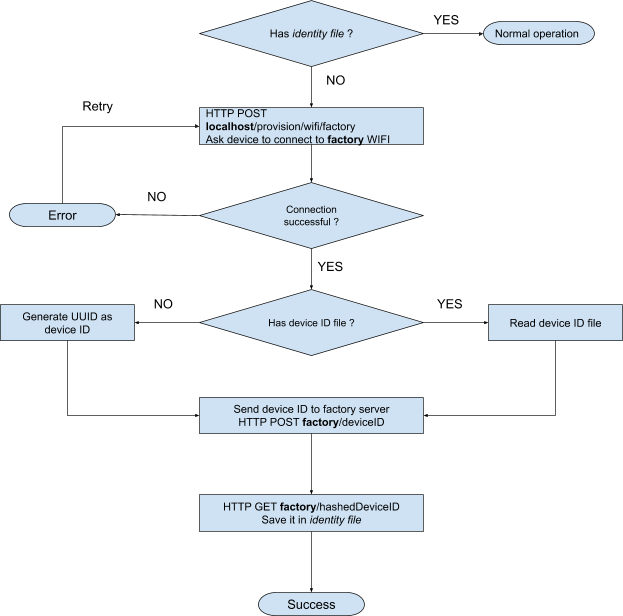 YES
Has identity file ?
Normal operation
NO
Retry
HTTP POST
localhost/provision/wifi/factory
Ask device to connect to factory WIFI
NO
Connection
successful ?
Error
YES
NO
YES
Generate UUID as
device ID
Has device ID file ?
Read device ID file
Send device ID to factory server
HTTP POST factory/deviceID
HTTP GET factory/hashedDeviceID
Save it in identity file
Success